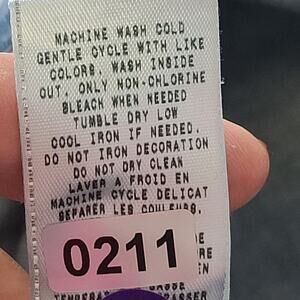 MACHINE WASH COLD
GENTLE CYCLE WITH LIKE
COLORS. WASH INSIDE
OUT. ONLY NON-CHLORINE
BLEACH WHEN NEEDED
TUMBLE DRY LOW
COOL IRON IF NEEDED.
DO NOT IRON DECORATION
DO NOT DRY CLEAN
LAVER A FROID EN
MACHINE CYCLE DELICAT
SEPARER LES COULEURS.
0211